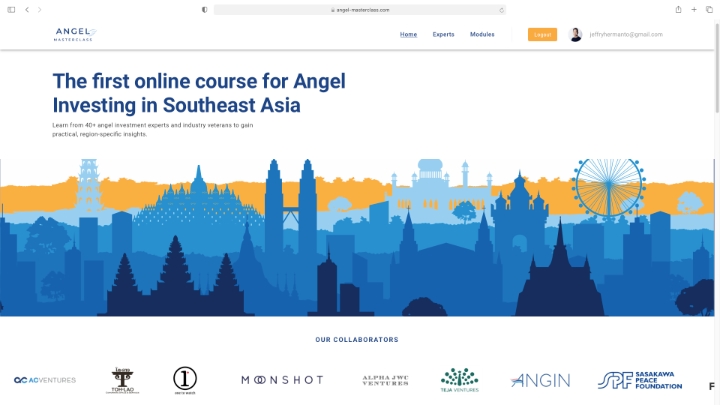 angel-masterclass.com
ANGEL
MASTERCLASS
Home
Experts
Modules
Logout
jeffryhermanto@gmail.com
The first online course for Angel
Investing in Southeast Asia
Learn from 40+ angel investment experts and industry veterans to gain
practical, region-specific insights.
OUR COLLABORATORS
AC VENTURES
TOH-LAO
1
MOONSHOT
ALPHA JWC
VENTURES
TEJA VENTURES
ANGIN
SPF
SASAKAWA
PEACE
FOUNDATION
F